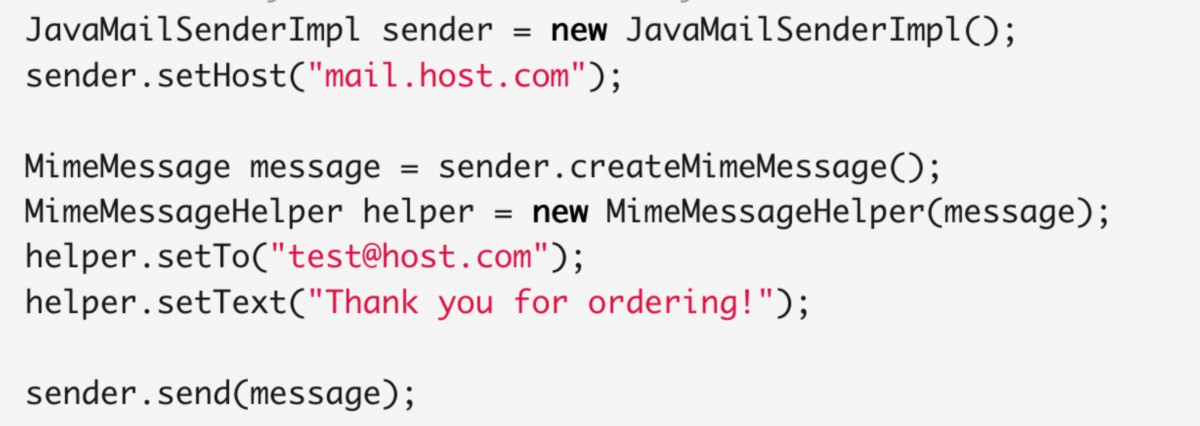 JavaMailSenderImpl sender = new JavaMailSenderImpl();
sender.setHost("mail.host.com");
MimeMessage message = sender.createMimeMessage();
MimeMessageHelper helper = new MimeMessageHelper(message);
helper.setTo("test@host.com");
helper.setText("Thank you for ordering!");
sender.send(message);